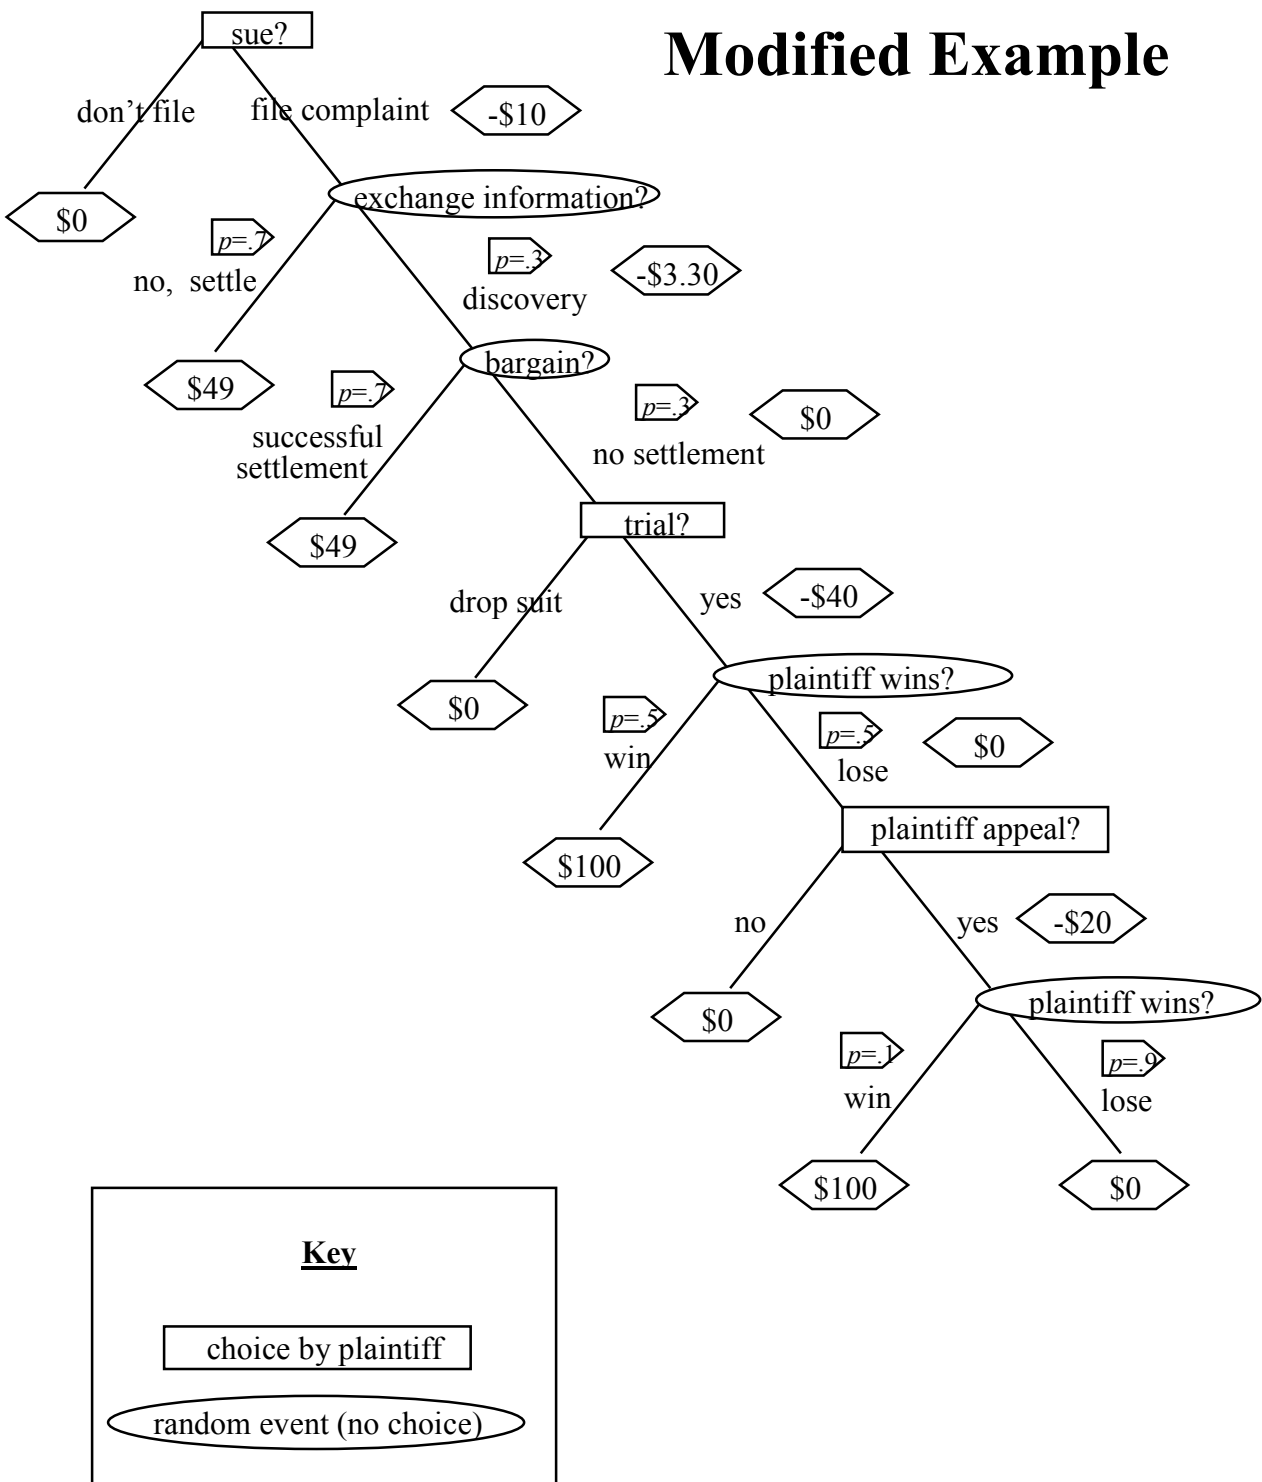 sue?
Modified Example
don't file
file complaint
-$10
exchange information?
$0
p=.7
no, settle
p=.3
discovery
-$3.30
bargain?
$49
p=.7
successful
settlement
p=.3
no settlement
$0
trial?
$49
drop suit
yes
-$40
plaintiff wins?
$0
p=.5
win
p=.5
lose
$0
plaintiff appeal?
$100
no
yes
-$20
plaintiff wins?
$0
p=.1
win
p=.9
lose
$100
$0
Key
choice by plaintiff
random event (no choice)